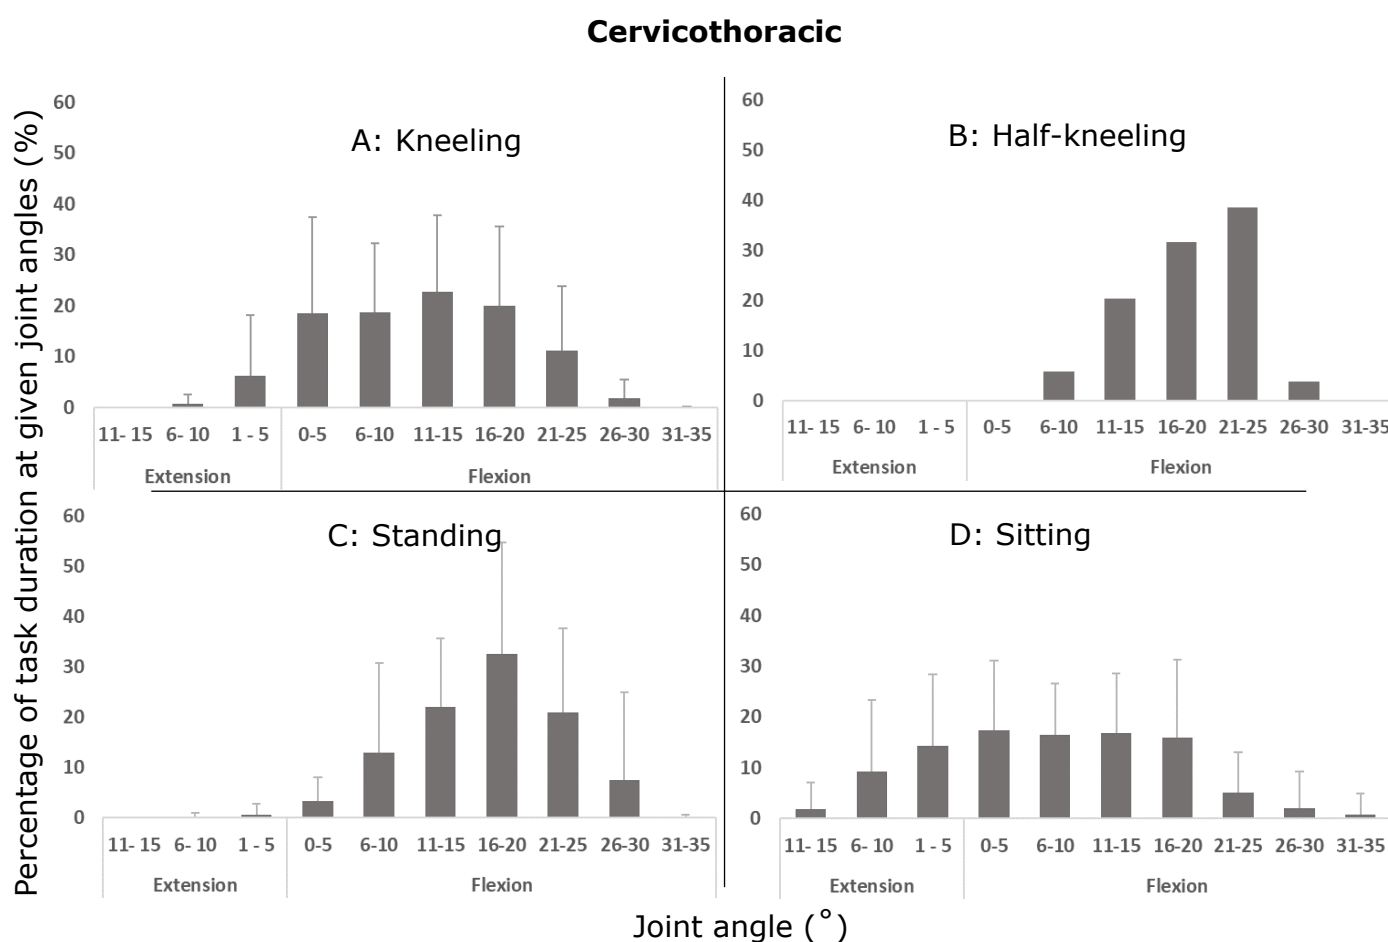 Cervicothoracic
Percentage of task duration at given joint angles (%)
A: Kneeling
60
50
40
30
20
10
0
11- 15 6- 10 1 - 5 0-5 6-10 11-15 16-20 21-25 26-30 31-35
Extension Flexion
B: Half-kneeling
60
50
40
30
20
10
0
11- 15 6- 10 1 - 5 0-5 6-10 11-15 16-20 21-25 26-30 31-35
Extension Flexion
C: Standing
60
50
40
30
20
10
0
11- 15 6- 10 1 - 5 0-5 6-10 11-15 16-20 21-25 26-30 31-35
Extension Flexion
D: Sitting
60
50
40
30
20
10
0
11- 15 6- 10 1 - 5 0-5 6-10 11-15 16-20 21-25 26-30 31-35
Extension Flexion
Joint angle (˚)